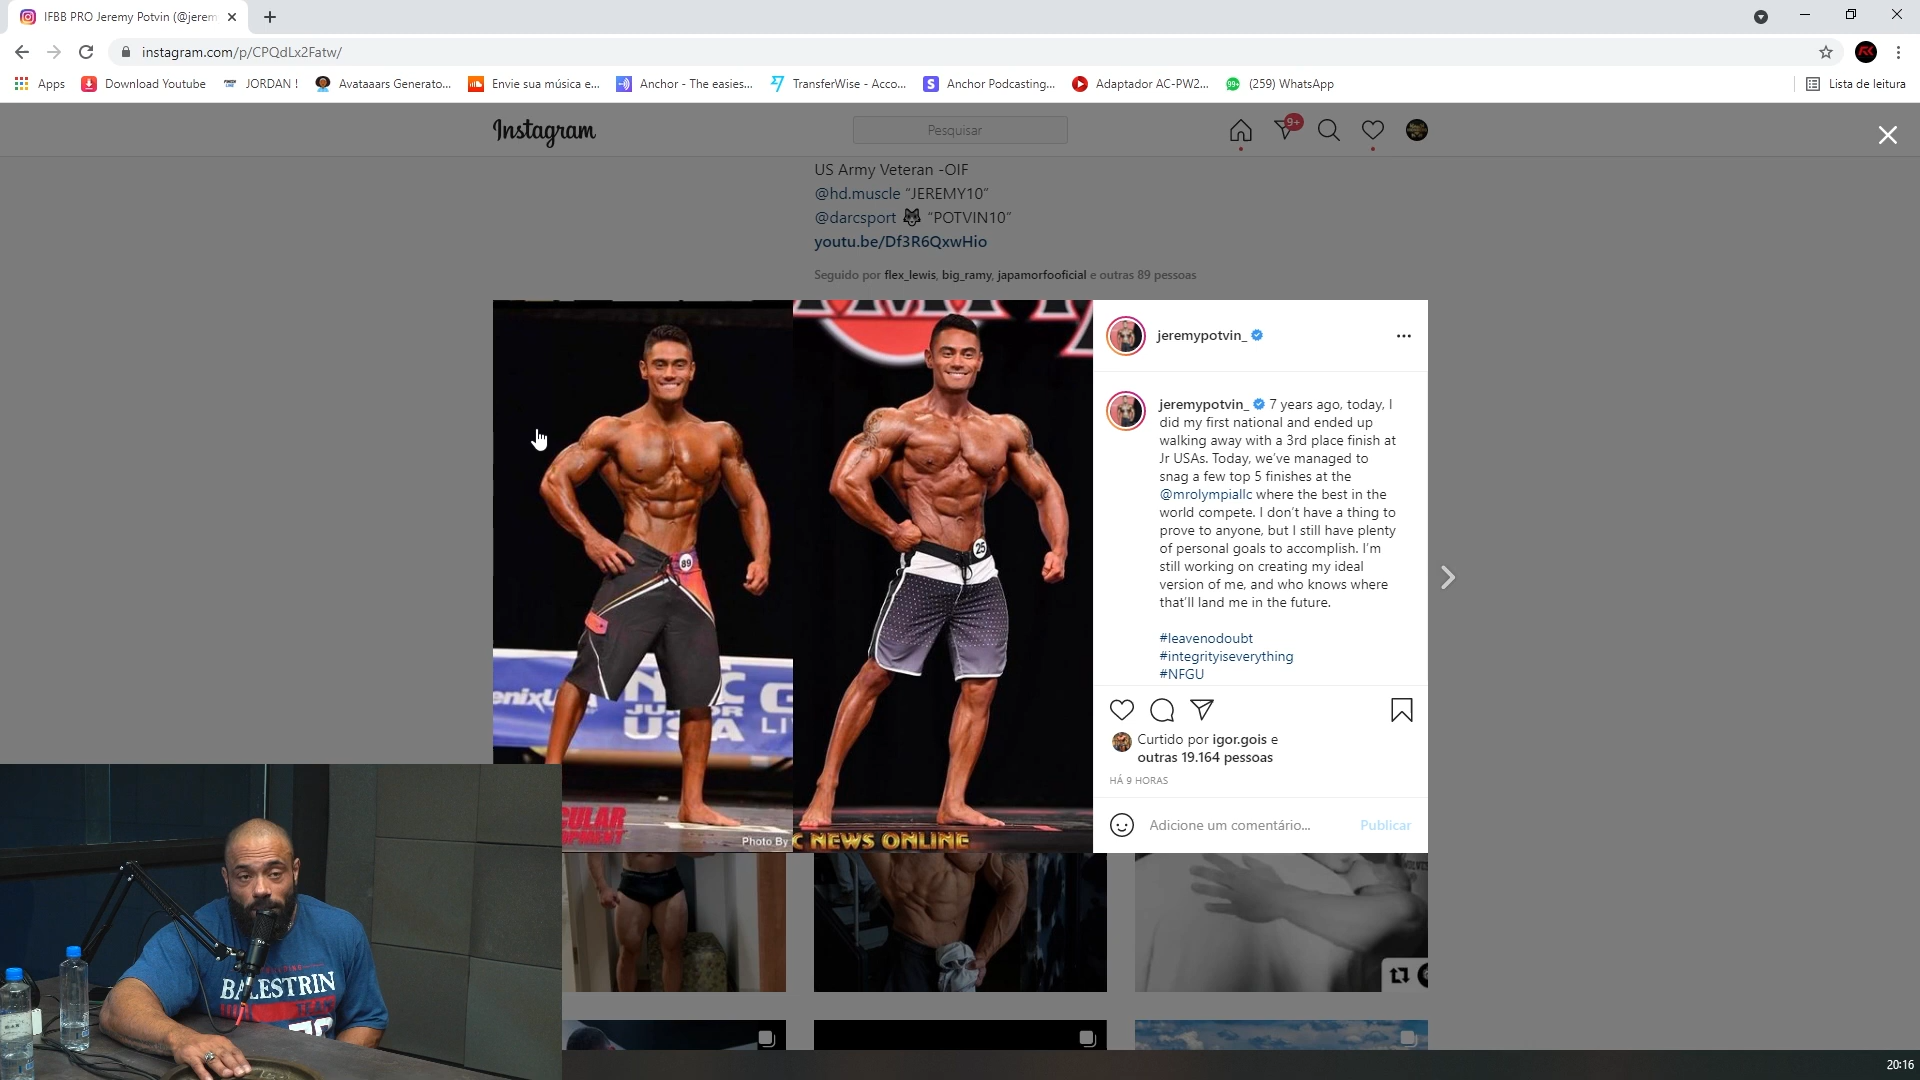 IFBB PRO Jeremy Potvin (@jerem
instagram.com/p/CPQdLx2Fatw/
Apps
Download Youtube
JORDAN !
Avataaars Generato...
Envie sua música e...
Anchor - The easies...
TransferWise - Acco...
Anchor Podcasting...
Adaptador AC-PW2...
(259) WhatsApp
Lista de leitura
Instagram
Pesquisar
9+
US Army Veteran -OIF
@hd.muscle “JEREMY10”
@darcsport 🐺 “POTVIN10”
youtu.be/Df3R6QxwHio
Seguido por flex_lewis, big_ramy, japamorfooficial e outras 89 pessoas
jeremypotvin_
jeremypotvin_ 7 years ago, today, I
did my first national and ended up
walking away with a 3rd place finish at
Jr USAs. Today, we’ve managed to
snag a few top 5 finishes at the
@mrolympiallc where the best in the
world compete. I don’t have a thing to
prove to anyone, but I still have plenty
of personal goals to accomplish. I’m
still working on creating my ideal
version of me, and who knows where
that’ll land me in the future.
#leavenodoubt
#integrityiseverything
#NFGU
89
25
JUNIOR
USA
Photo By
C NEWS ONLINE
Curtido por igor.gois e
outras 19.164 pessoas
HÁ 9 HORAS
Adicione um comentário...
Publicar
BALESTRIN
20:16